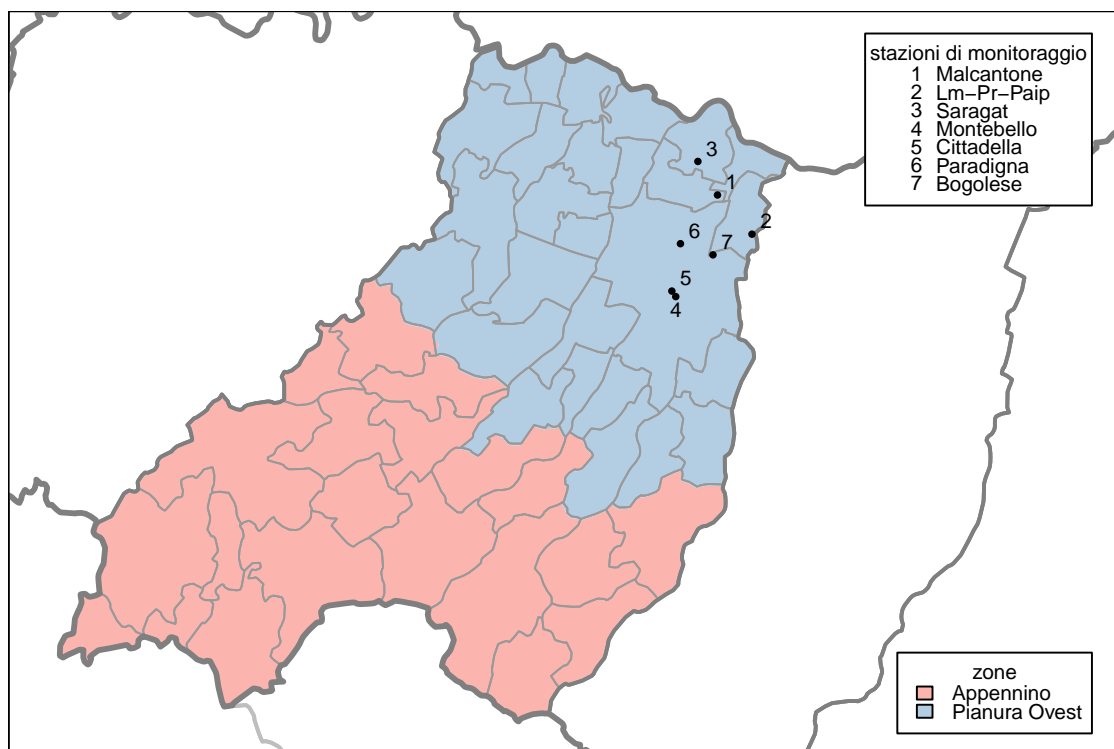 stazioni di monitoraggio
1 Malcantone
2 Lm−Pr−Paip
3 Saragat
4 Montebello
5 Cittadella
6 Paradigna
7 Bogolese
3
1
2
6
7
5
4
zone
Appennino
Pianura Ovest